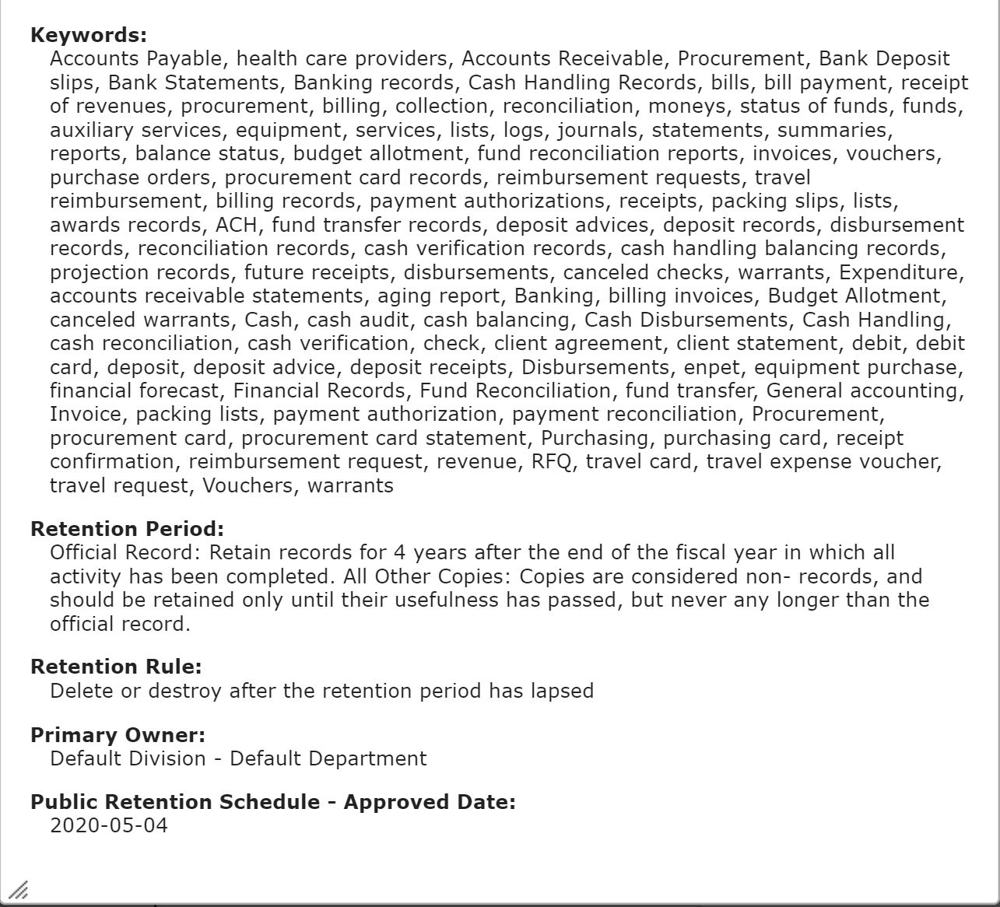 Keywords:
Accounts Payable, health care providers, Accounts Receivable, Procurement, Bank Deposit
slips, Bank Statements, Banking records, Cash Handling Records, bills, bill payment, receipt
of revenues, procurement, billing, collection, reconciliation, moneys, status of funds, funds,
auxiliary services, equipment, services, lists, logs, journals, statements, summaries,
reports, balance status, budget allotment, fund reconciliation reports, invoices, vouchers,
purchase orders, procurement card records, reimbursement requests, travel
reimbursement, billing records, payment authorizations, receipts, packing slips, lists,
awards records, ACH, fund transfer records, deposit advices, deposit records, disbursement
records, reconciliation records, cash verification records, cash handling balancing records,
projection records, future receipts, disbursements, canceled checks, warrants, Expenditure,
accounts receivable statements, aging report, Banking, billing invoices, Budget Allotment,
canceled warrants, Cash, cash audit, cash balancing, Cash Disbursements, Cash Handling,
cash reconciliation, cash verification, check, client agreement, client statement, debit, debit
card, deposit, deposit advice, deposit receipts, Disbursements, enpet, equipment purchase,
financial forecast, Financial Records, Fund Reconciliation, fund transfer, General accounting,
Invoice, packing lists, payment authorization, payment reconciliation, Procurement,
procurement card, procurement card statement, Purchasing, purchasing card, receipt
confirmation, reimbursement request, revenue, RFQ, travel card, travel expense voucher,
travel request, Vouchers, warrants
Retention Period:
Official Record: Retain records for 4 years after the end of the fiscal year in which all
activity has been completed. All Other Copies: Copies are considered non- records, and
should be retained only until their usefulness has passed, but never any longer than the
official record.
Retention Rule:
Delete or destroy after the retention period has lapsed
Primary Owner:
Default Division - Default Department
Public Retention Schedule - Approved Date:
2020-05-04